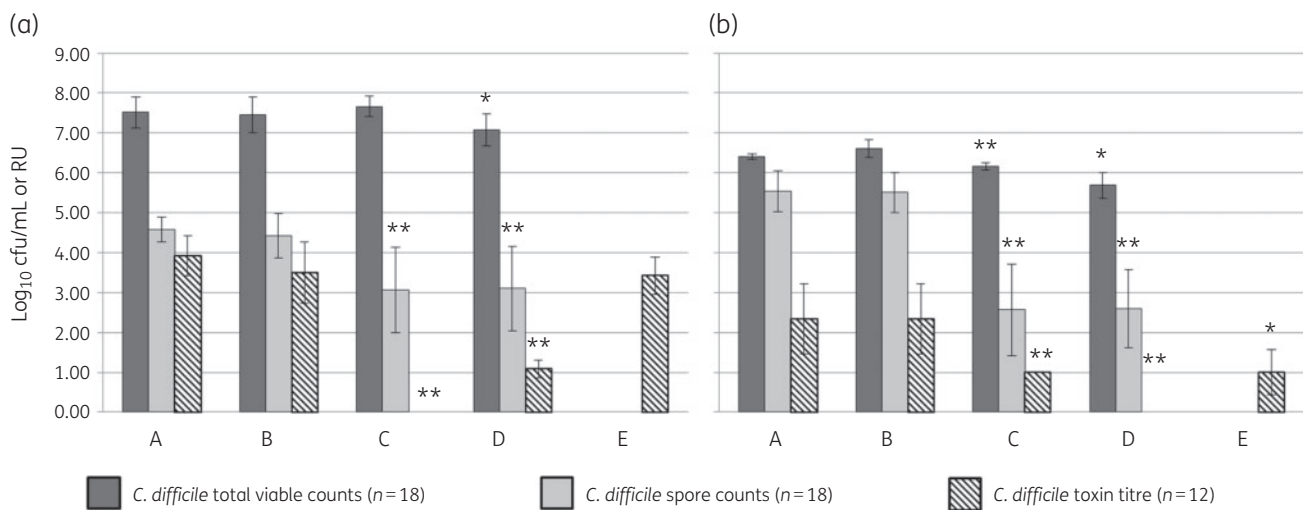 (a)
(b)
9.00
8.00
7.00
6.00
5.00
4.00
3.00
2.00
1.00
0.00
Log10 cfu/mL or RU
*
**
**
**
**
**
*
**
**
**
**
*
A B C D E
A B C D E
C. difficile total viable counts (n=18)
C. difficile spore counts (n=18)
C. difficile toxin titre (n=12)